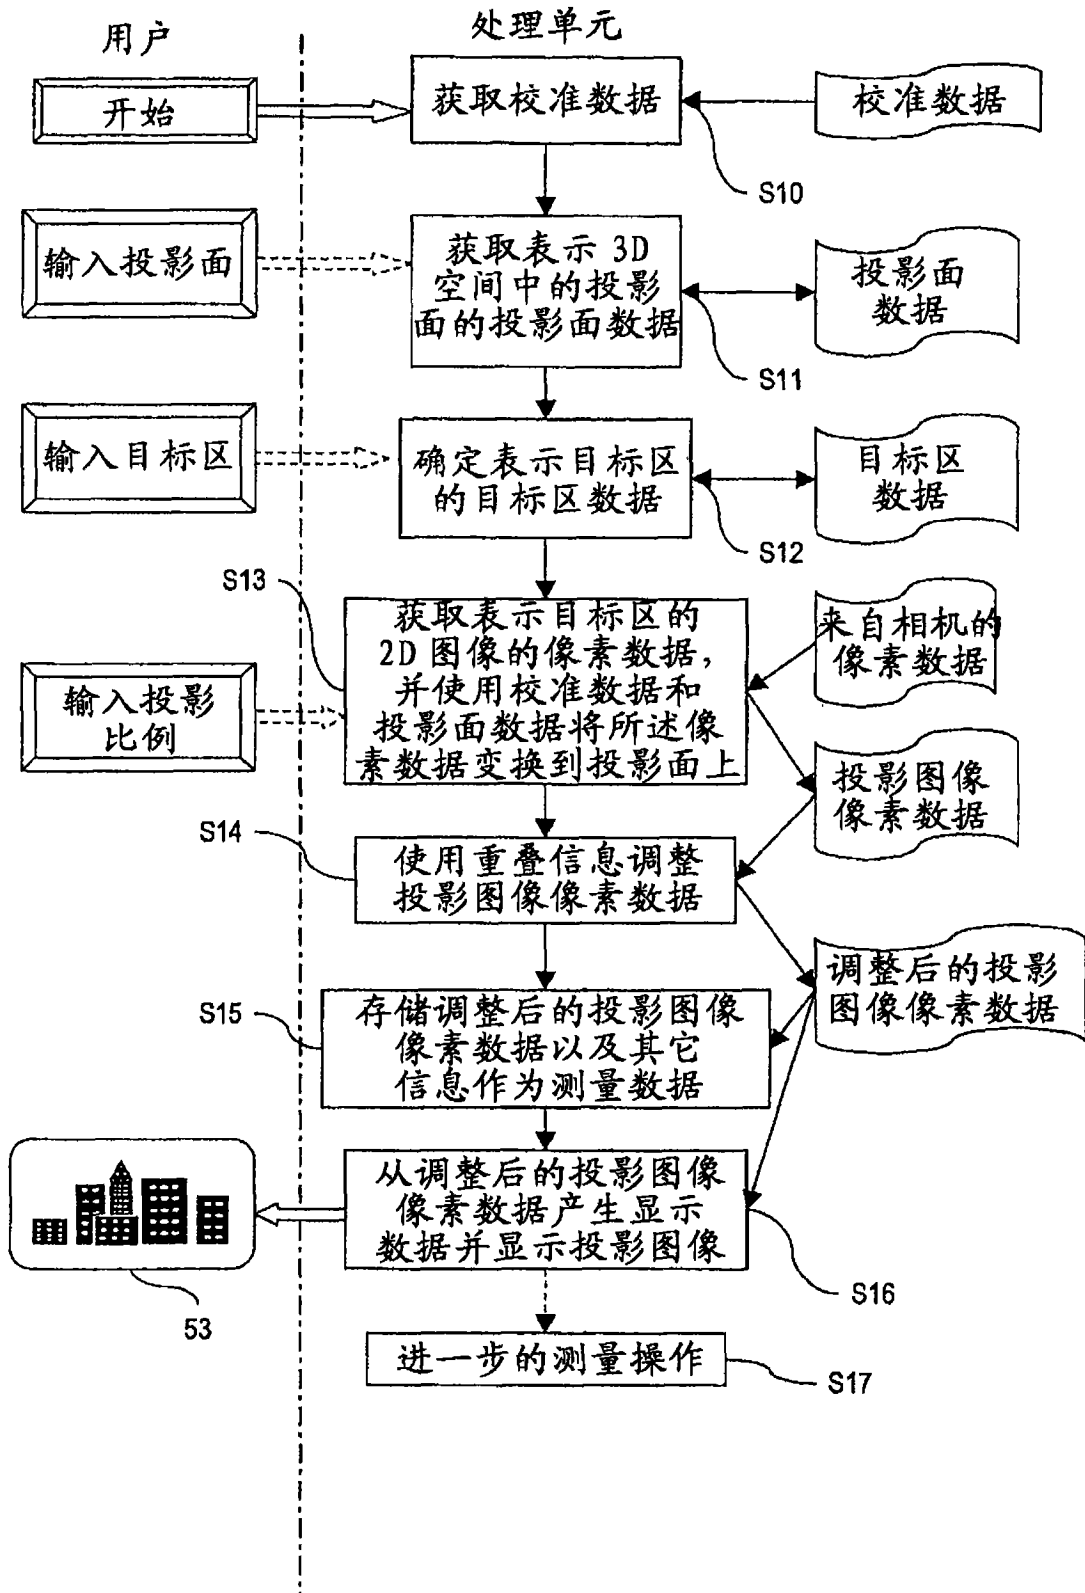 用户
处理单元
开始
获取校准数据
校准数据
S10
输入投影面
获取表示 3D
空间中的投影
面的投影面数据
投影面
数据
S11
输入目标区
确定表示目标区
的目标区数据
目标区
数据
S12
S13
获取表示目标区的
2D 图像的像素数据，
并使用校准数据和
投影面数据将所述像
素数据变换到投影面上
来自相机的
像素数据
输入投影
比例
投影图像
像素数据
S14
使用重叠信息调整
投影图像像素数据
调整后的投影
图像像素数据
S15
存储调整后的投影图像
像素数据以及其它
信息作为测量数据
从调整后的投影图像
像素数据产生显示
数据并显示投影图像
S16
53
进一步的测量操作
S17